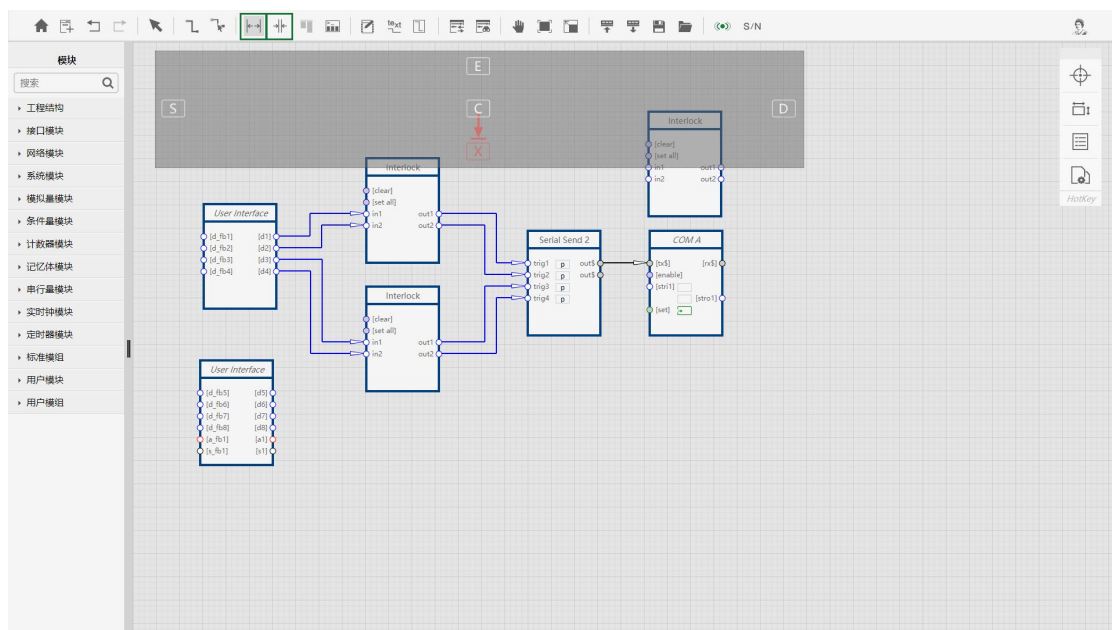 text
S/N
模块
搜索
工程结构
接口模块
网络模块
系统模块
模拟量模块
条件量模块
计数器模块
记忆体模块
串行量模块
实时钟模块
定时器模块
标准模组
用户模块
用户模组
E
S
C
D
X
HotKey
Interlock
[clear]
[set all]
in1 out1
in2 out2
Interlock
[clear]
[set all]
in1 out1
in2 out2
User Interface
[d_fb1] [d1]
[d_fb2] [d2]
[d_fb3] [d3]
[d_fb4] [d4]
Serial Send 2
trig1 p out$
trig2 p out$
trig3 p
trig4 p
COM A
[tx$] [rx$]
[enable]
[stri1]
[stro1]
[set]
Interlock
[clear]
[set all]
in1 out1
in2 out2
User Interface
[d_fb5] [d5]
[d_fb6] [d6]
[d_fb7] [d7]
[d_fb8] [d8]
[a_fb1] [a1]
[s_fb1] [s1]